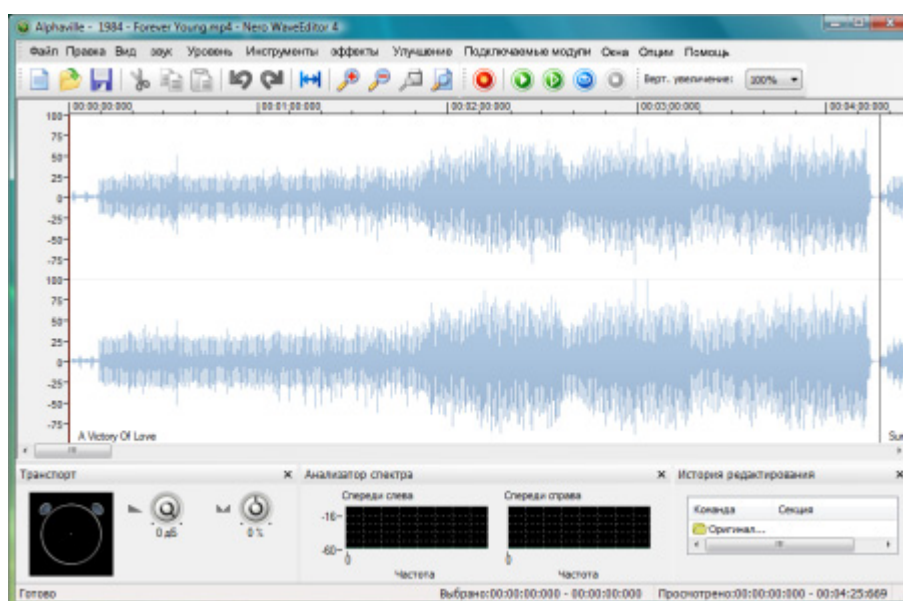 Alphaville - 1984 - Forever Young.mp4 - Nero WaveEditor 4
Файл Правка Вид звук Уровень Инструменты эффекты Улучшение Подключаемые модули Окна Опции Помощь
Верт. увеличение: 100%
00:00:00:000 00:01:00:000 00:02:00:000 00:03:00:000 00:04:00:000
100
75
50
25
0
-25
-50
-75
100
75
50
25
0
-25
-50
-75
A Victory Of Love
Транспорт
0 дБ
0 %
Анализатор спектра
Спереди слева Спереди справа
-16
-60
0 0
Частота Частота
История редактирования
Команда Секция
Оригинал...
Готово
Выбрано:00:00:00:000 - 00:00:00:000 Просмотрено:00:00:00:000 - 00:04:25:669